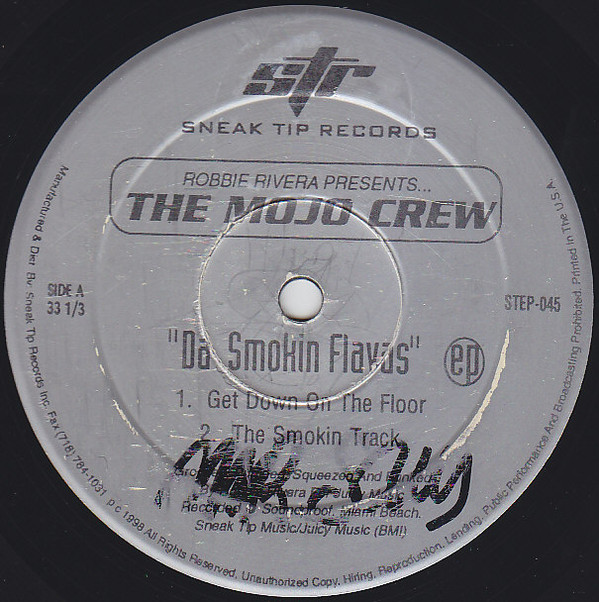 str
SNEAK TIP RECORDS
ROBBIE RIVERA PRESENTS...
THE MOJO CREW
SIDE A
33 1/3
STEP-045
"Da Smokin Flavas" ep
1. Get Down On The Floor
2. The Smokin Track
Squeezed And
Music
Recorded Soundproof, Miami Beach.
Sneak Tip Music/Juicy Music (BMI)
Manufactured & Dist. By: Sneak Tip Records Inc. Fax (718) 784-1031 p c 1998 All Rights Reserved. Unauthorized Copy, Hiring, Reproduction, Lending, Public Performance And Broadcasting Prohibited. Printed In The U.S.A.